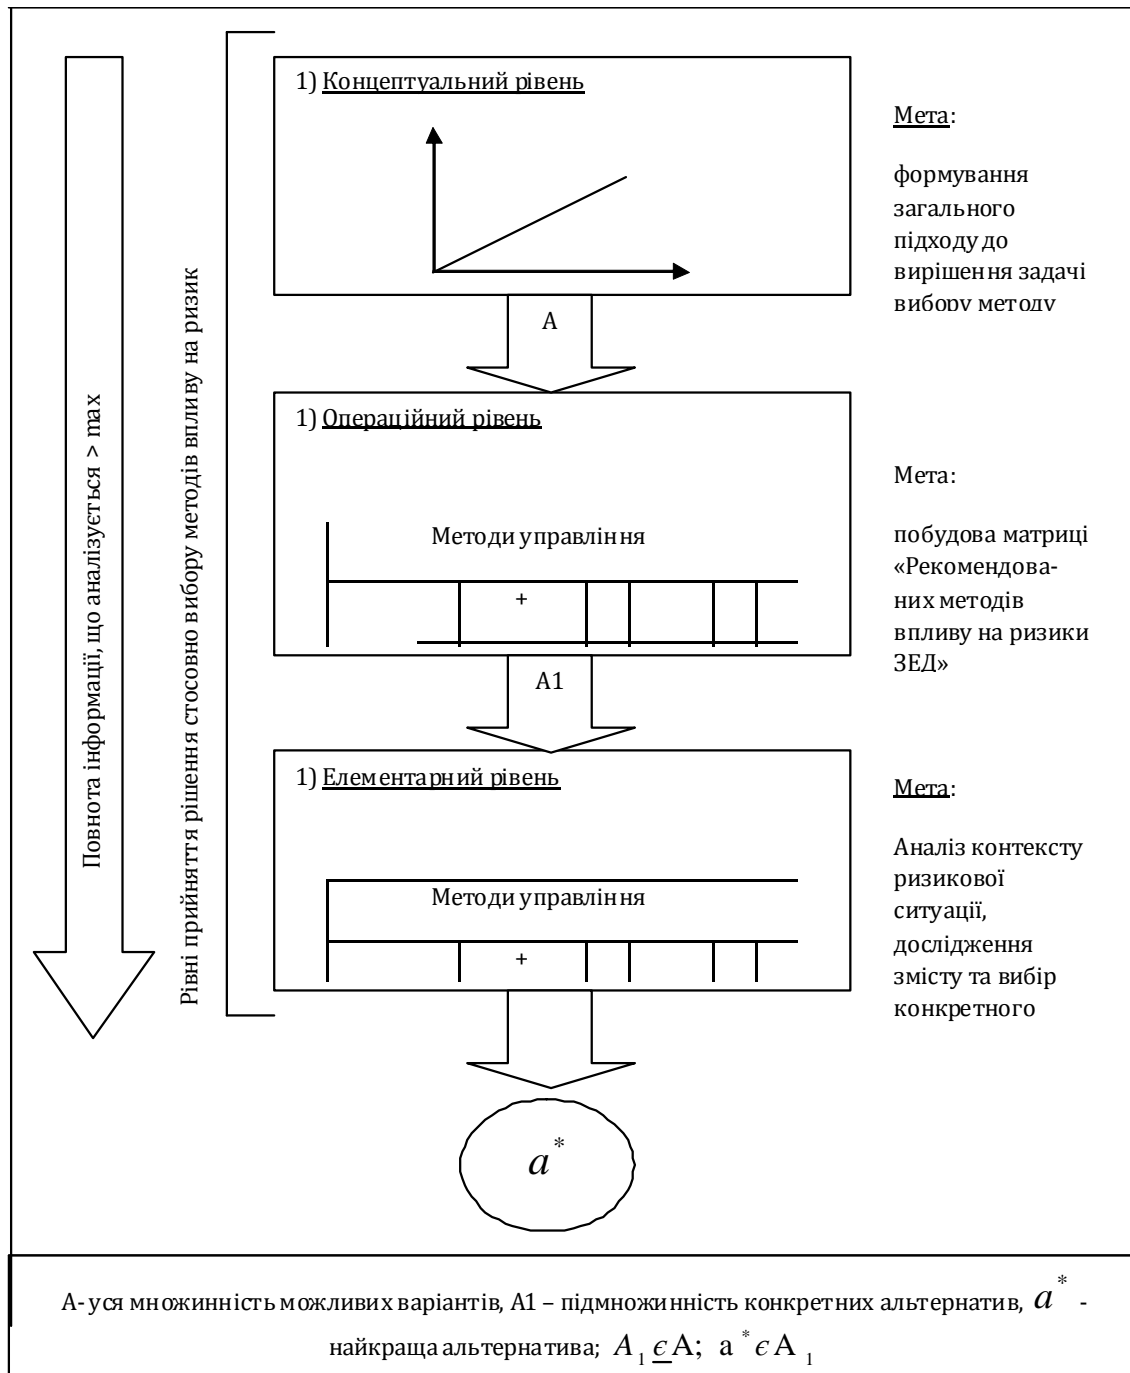 1) Концептуальний рівень
Мета:
формування
загального
підходу до
вирішення задачі
вибору методу
А
1) Операційний рівень
Методи управління
+
Мета:
побудова матриці
«Рекомендова-
них методів
впливу на ризики
ЗЕД»
А1
1) Елементарний рівень
Методи управління
+
Мета:
Аналіз контексту
ризикової
ситуації,
дослідження
змісту та вибір
конкретного
Повнота інформації, що аналізується > max
Рівні прийняття рішення стосовно вибору методів впливу на ризик
a*
А- уся множинність можливих варіантів, А1 – підмножинність конкретних альтернатив, a* -
найкраща альтернатива; A₁ є A; a* є A₁